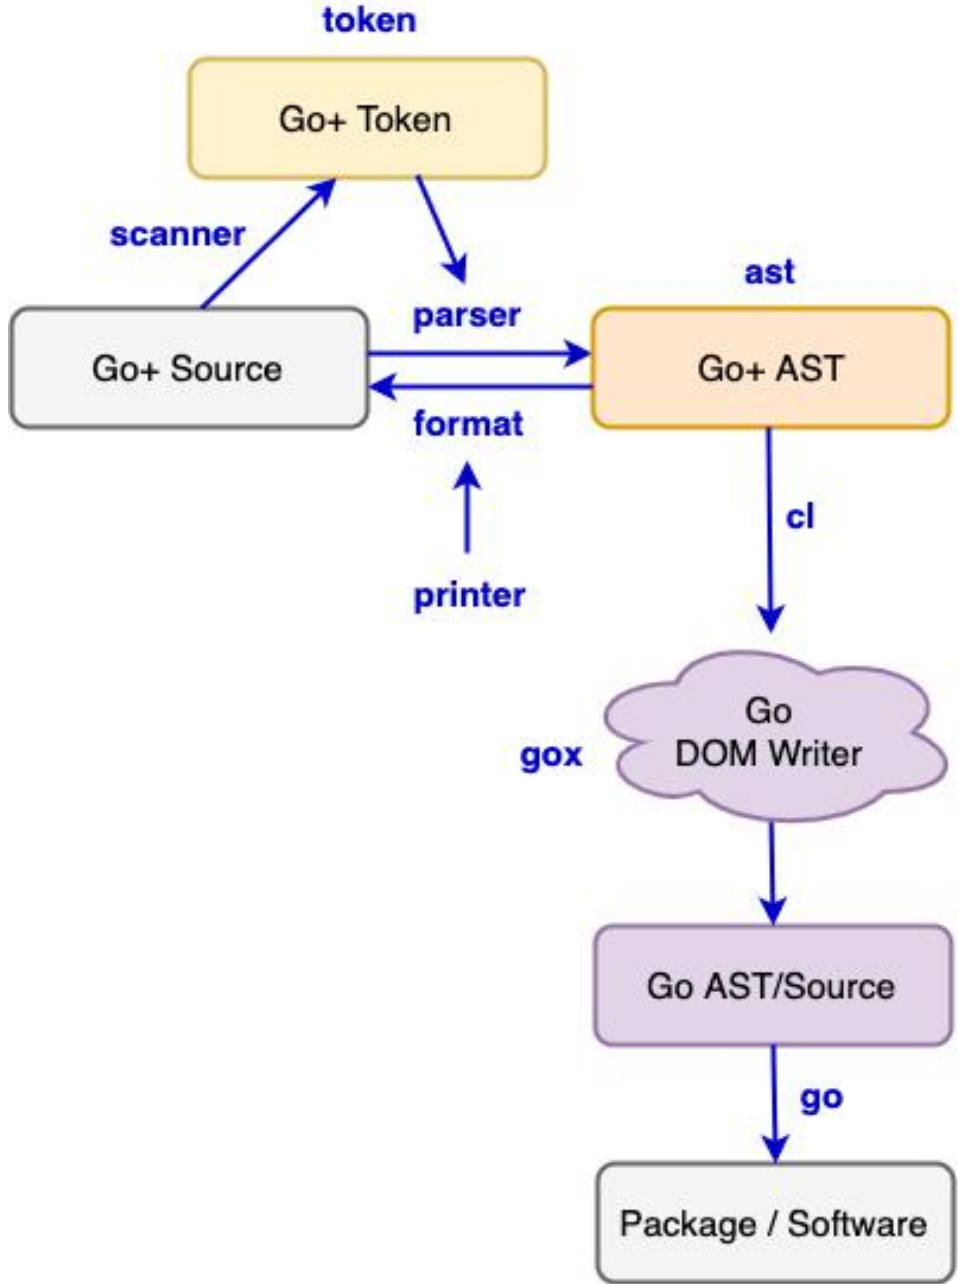 token
Go+ Token
scanner
ast
parser
Go+ Source
Go+ AST
format
cl
printer
Go
DOM Writer
gox
Go AST/Source
go
Package / Software